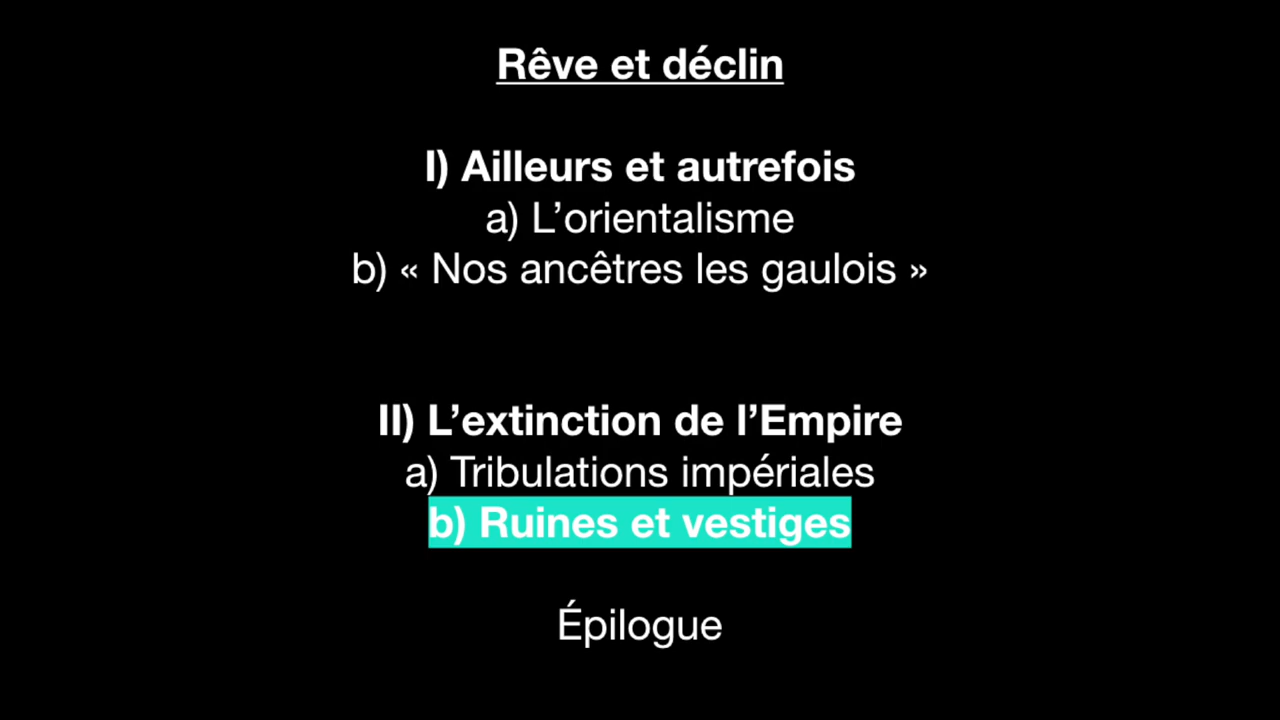 Rêve et déclin
I) Ailleurs et autrefois
a) L’orientalisme
b) « Nos ancêtres les gaulois »
II) L’extinction de l’Empire
a) Tribulations impériales
b) Ruines et vestiges
Épilogue